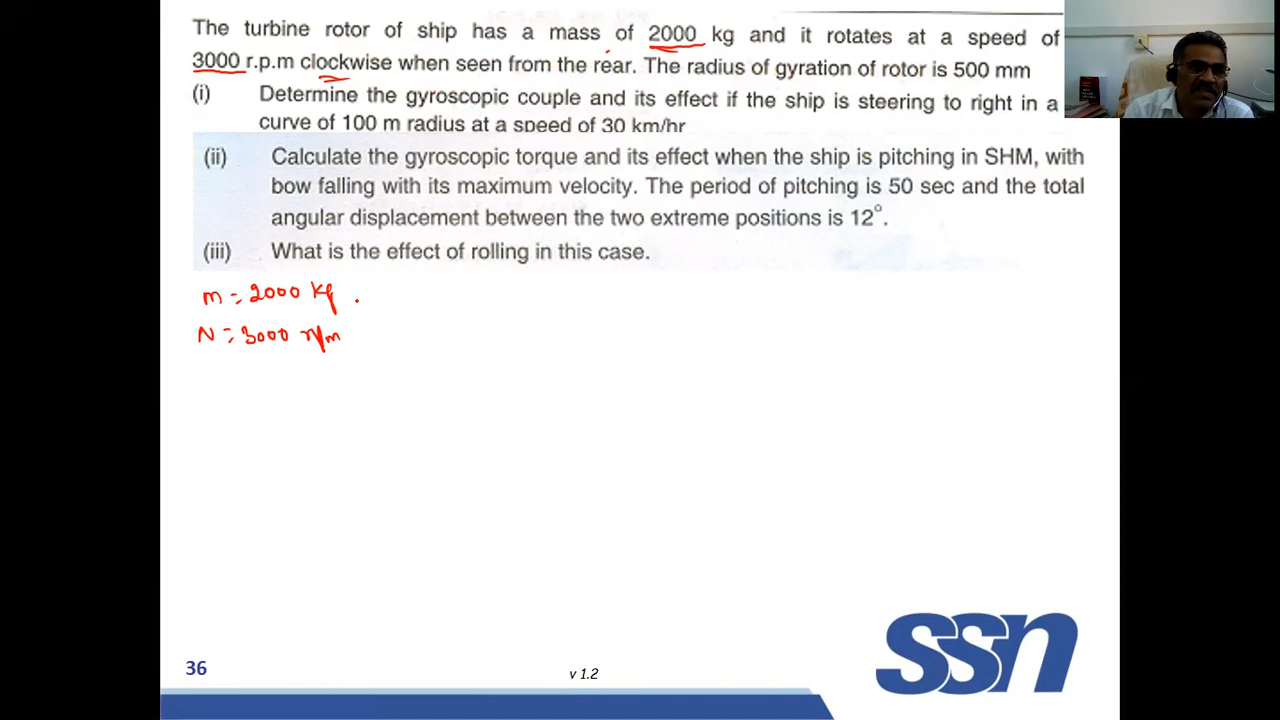 The turbine rotor of ship has a mass of 2000 kg and it rotates at a speed of
3000 r.p.m clockwise when seen from the rear. The radius of gyration of rotor is 500 mm
(i) Determine the gyroscopic couple and its effect if the ship is steering to right in a
curve of 100 m radius at a speed of 30 km/hr
(ii) Calculate the gyroscopic torque and its effect when the ship is pitching in SHM, with
bow falling with its maximum velocity. The period of pitching is 50 sec and the total
angular displacement between the two extreme positions is 12°.
(iii) What is the effect of rolling in this case.
m = 2000 kg .
N = 3000 rpm
ssn
36
v 1.2